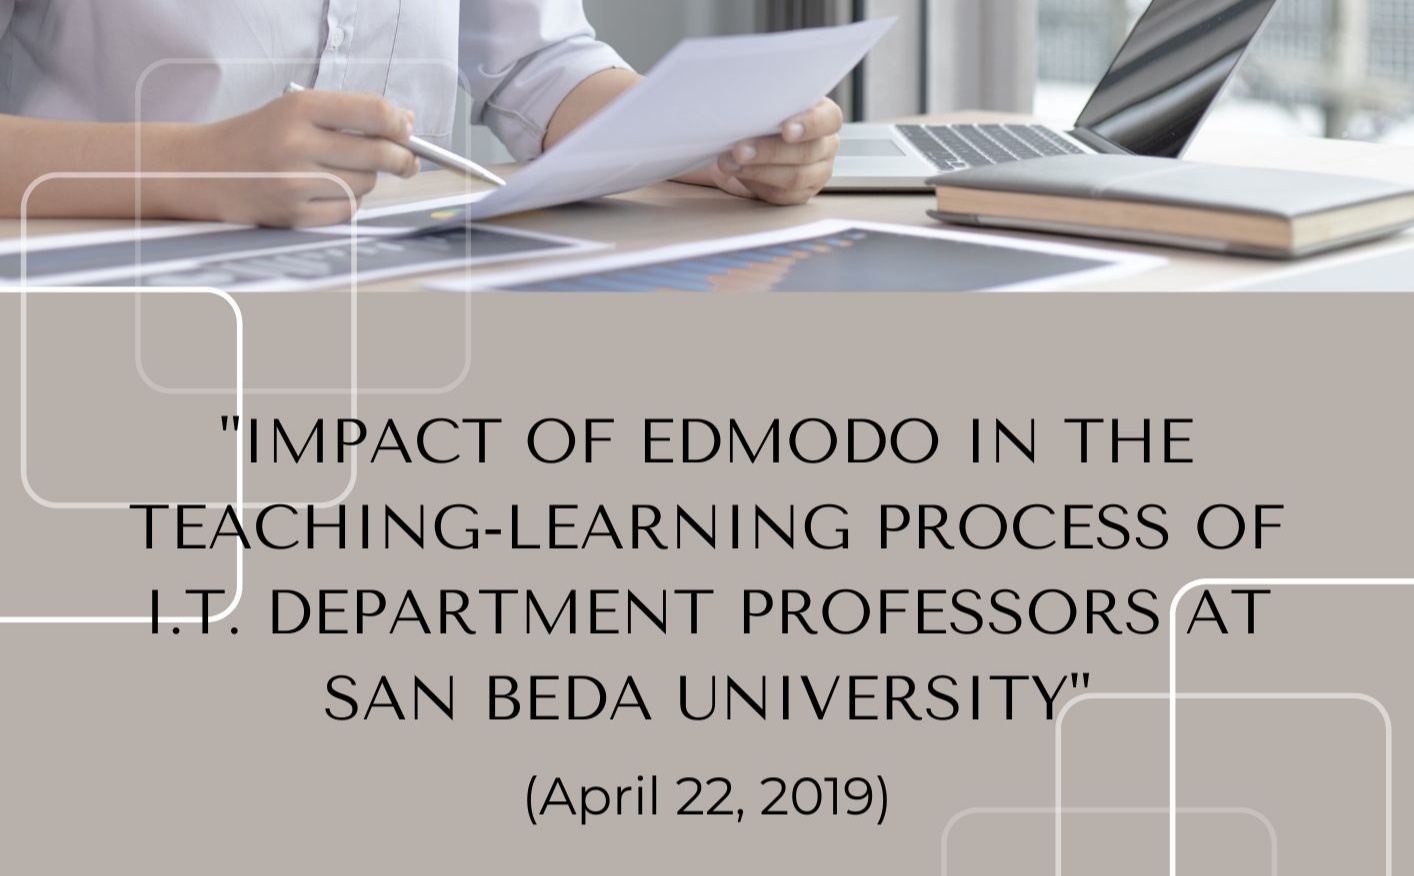 "IMPACT OF EDMODO IN THE
TEACHING-LEARNING PROCESS OF
I.T. DEPARTMENT PROFESSORS AT
SAN BEDA UNIVERSITY"
(April 22, 2019)